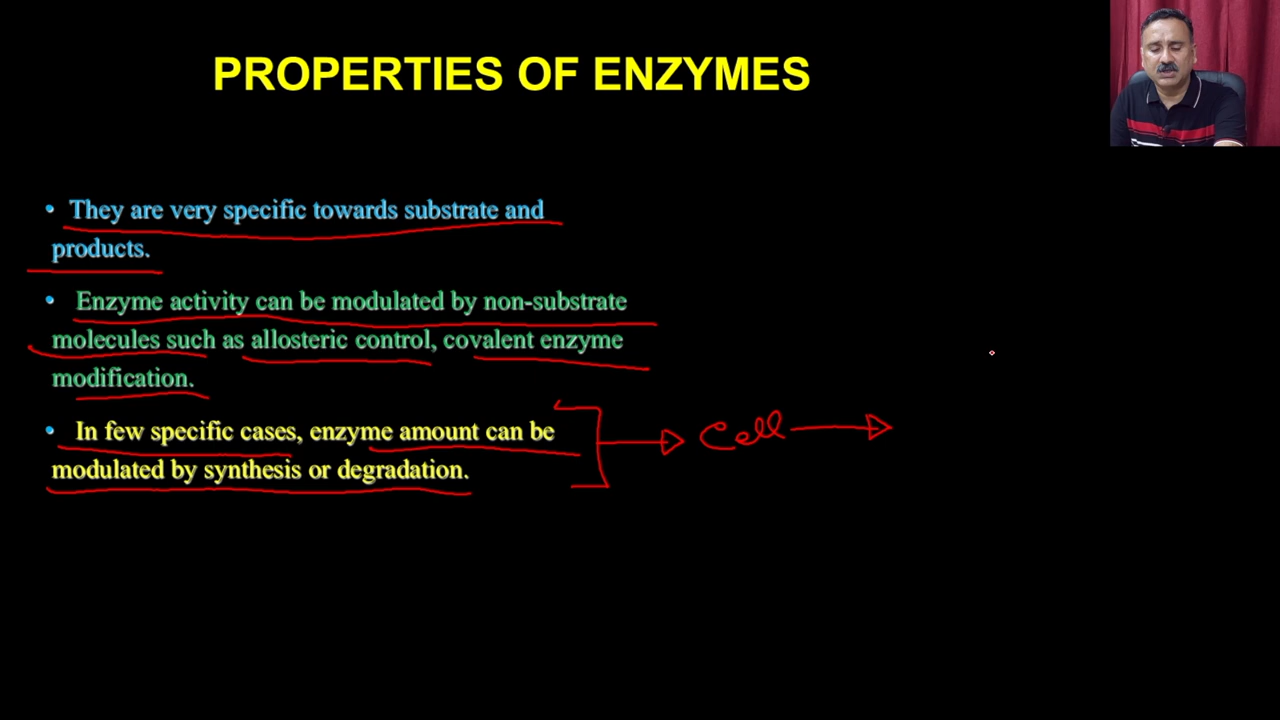 PROPERTIES OF ENZYMES
• They are very specific towards substrate and
products.
• Enzyme activity can be modulated by non-substrate
molecules such as allosteric control, covalent enzyme
modification.
• In few specific cases, enzyme amount can be
modulated by synthesis or degradation.
Cell